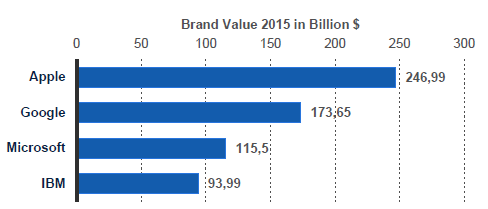 Brand Value 2015 in Billion $
0 50 100 150 200 250 300
Apple 246,99
Google 173,65
Microsoft 115,5
IBM 93,99